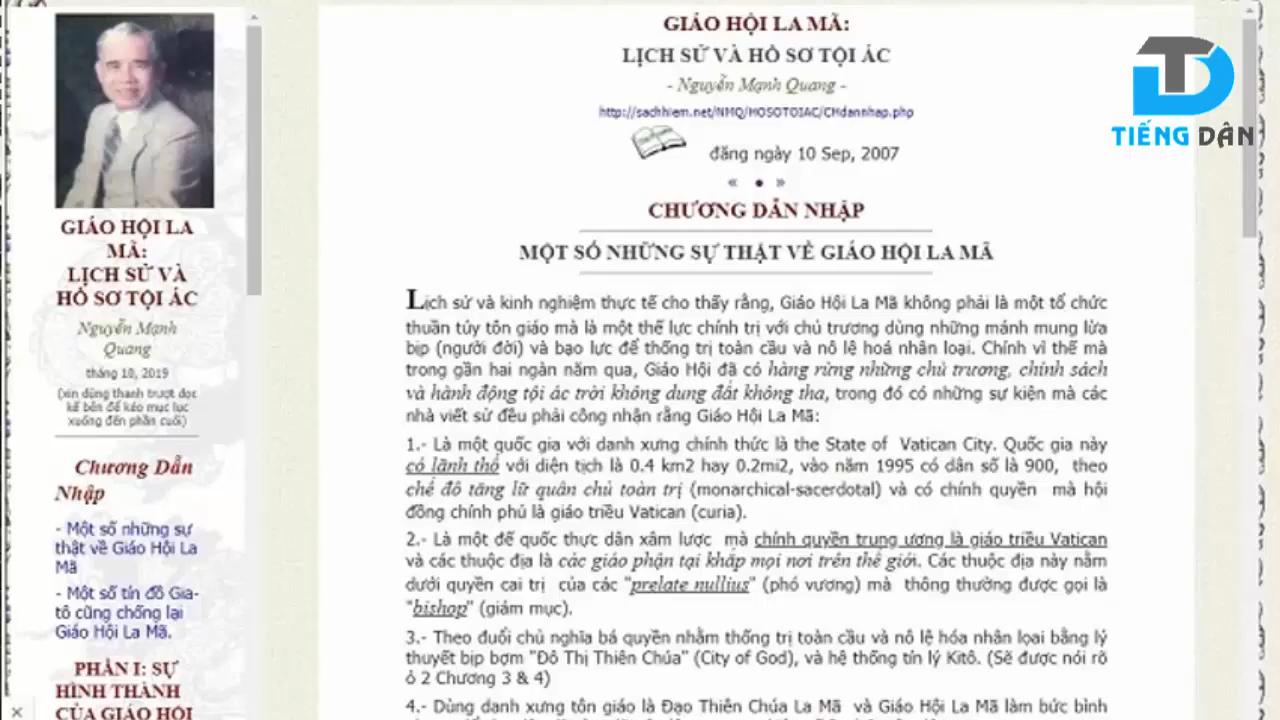 GIÁO HỘI LA
MÃ:
LỊCH SỬ VÀ
HỒ SƠ TỘI ÁC
Nguyễn Mạnh
Quang
tháng 10, 2019
(xin dùng thanh trượt dọc
kế bên để kéo mục lục
xuống đến phần cuối)
Chương Dẫn
Nhập
- Một số những sự
thật về Giáo Hội La
Mã
- Một số tín đồ Gia-
tô cũng chống lại
Giáo Hội La Mã.
PHẦN I: SỰ
HÌNH THÀNH
CỦA GIÁO HỘI
GIÁO HỘI LA MÃ:
LỊCH SỬ VÀ HỒ SƠ TỘI ÁC
- Nguyễn Mạnh Quang -
http://sachhiem.net/NMQ/HOSOTOIAC/CHdannhap.php
đăng ngày 10 Sep, 2007
« ● »
CHƯƠNG DẪN NHẬP
MỘT SỐ NHỮNG SỰ THẬT VỀ GIÁO HỘI LA MÃ
Lịch sử và kinh nghiệm thực tế cho thấy rằng, Giáo Hội La Mã không phải là một tổ chức
thuần túy tôn giáo mà là một thế lực chính trị với chủ trương dùng những mánh mung lừa
bịp (người đời) và bạo lực để thống trị toàn cầu và nô lệ hoá nhân loại. Chính vì thế mà
trong gần hai ngàn năm qua, Giáo Hội đã có hàng rừng những chủ trương, chính sách
và hành động tội ác trời không dung đất không tha, trong đó có những sự kiện mà các
nhà viết sử đều phải công nhận rằng Giáo Hội La Mã:
1.- Là một quốc gia với danh xưng chính thức là the State of Vatican City. Quốc gia này
có lãnh thổ với diện tịch là 0.4 km2 hay 0.2mi2, vào năm 1995 có dân số là 900, theo
chế độ tăng lữ quân chủ toàn trị (monarchical-sacerdotal) và có chính quyền mà hội
đồng chính phủ là giáo triều Vatican (curia).
2.- Là một đế quốc thực dân xâm lược mà chính quyền trung ương là giáo triều Vatican
và các thuộc địa là các giáo phận tại khắp mọi nơi trên thế giới. Các thuộc địa này nằm
dưới quyền cai trị của các "prelate nullius" (phó vương) mà thông thường được gọi là
"bishop" (giám mục).
3.- Theo đuổi chủ nghĩa bá quyền nhằm thống trị toàn cầu và nô lệ hóa nhân loại bằng lý
thuyết bịp bợm "Đô Thị Thiên Chúa" (City of God), và hệ thống tín lý Kitô. (Sẽ được nói rõ
ở 2 Chương 3 & 4)
4.- Dùng danh xưng tôn giáo là Đạo Thiên Chúa La Mã và Giáo Hội La Mã làm bức bình
TD
TIẾNG DÂN